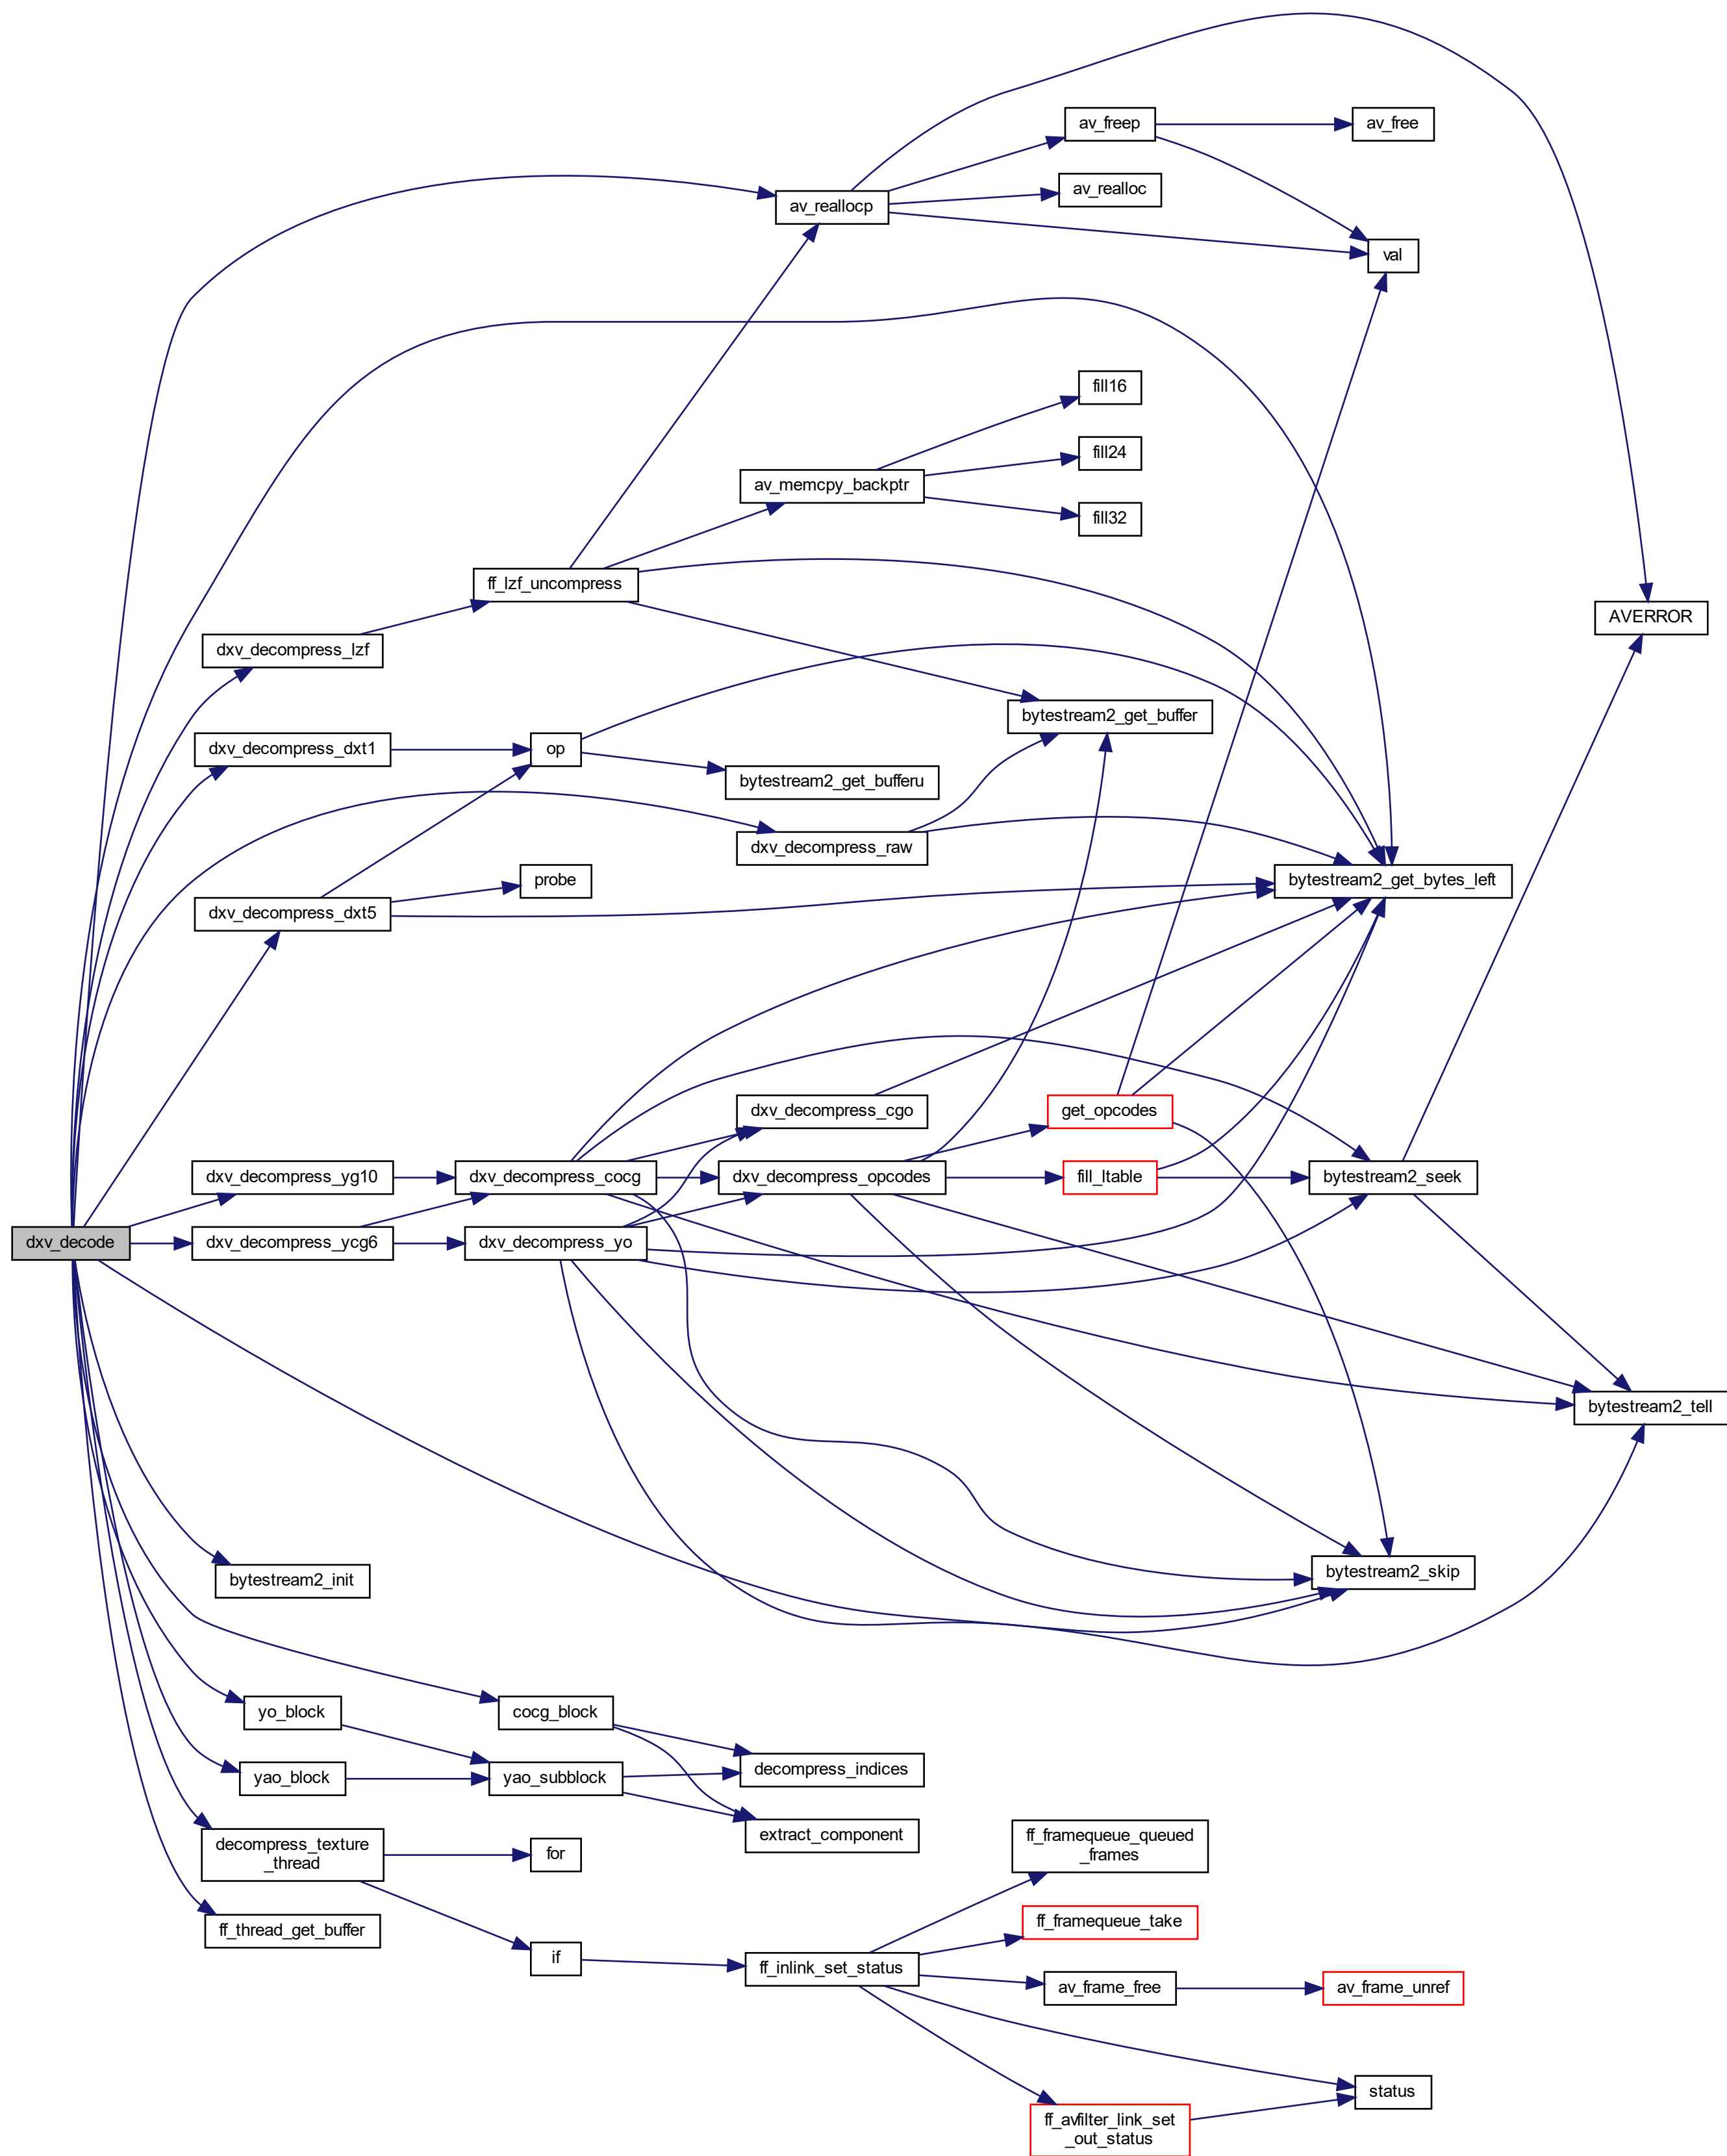 av_freep
av_free
av_realloc
av_reallocp
val
fill16
fill24
av_memcpy_backptr
fill32
ff_lzf_uncompress
AVERROR
dxv_decompress_lzf
bytestream2_get_buffer
dxv_decompress_dxt1
op
bytestream2_get_bufferu
dxv_decompress_raw
probe
bytestream2_get_bytes_left
dxv_decompress_dxt5
dxv_decompress_cgo
get_opcodes
dxv_decompress_yg10
dxv_decompress_cocg
dxv_decompress_opcodes
fill_ltable
bytestream2_seek
dxv_decode
dxv_decompress_ycg6
dxv_decompress_yo
bytestream2_tell
bytestream2_skip
bytestream2_init
yo_block
cocg_block
decompress_indices
yao_block
yao_subblock
extract_component
decompress_texture
_thread
for
ff_framequeue_queued
_frames
ff_framequeue_take
ff_thread_get_buffer
if
ff_inlink_set_status
av_frame_free
av_frame_unref
status
ff_avfilter_link_set
_out_status